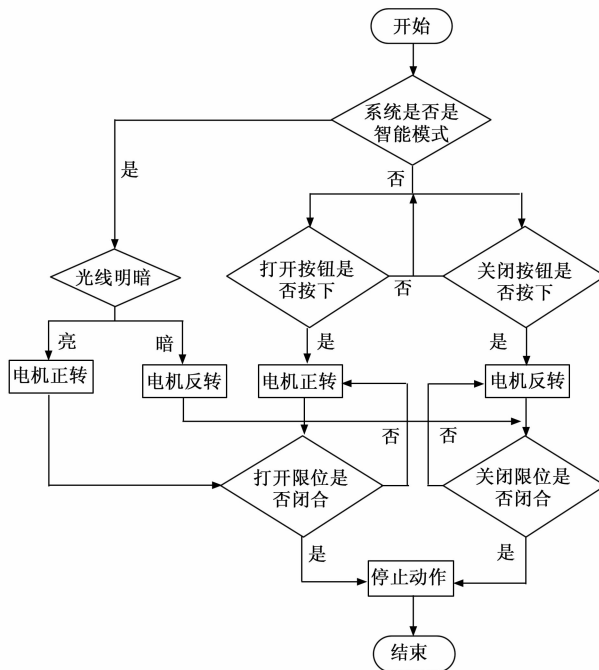 开始
系统是否是
智能模式
是
否
光线明暗
打开按钮是
否按下
否
关闭按钮是
否按下
亮
暗
是
是
电机正转
电机反转
电机正转
电机反转
否
否
打开限位是
否闭合
关闭限位是
否闭合
是
是
停止动作
结束